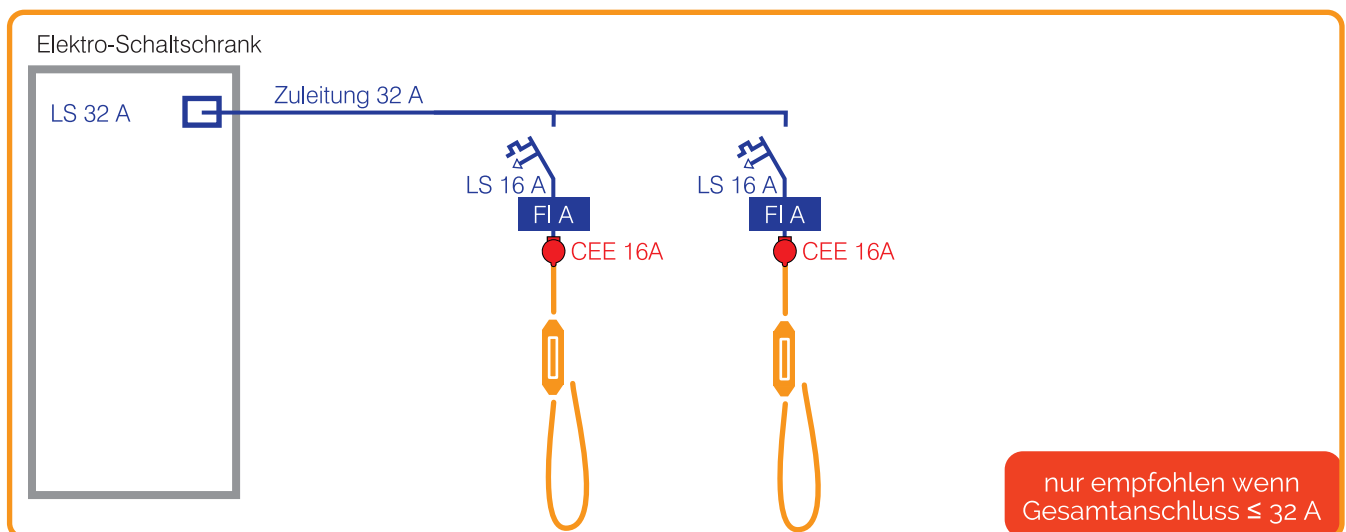 Elektro-Schaltschrank
LS 32 A
Zuleitung 32 A
LS 16 A
LS 16 A
FI A
FI A
CEE 16A
CEE 16A
nur empfohlen wenn
Gesamtanschluss ≤ 32 A